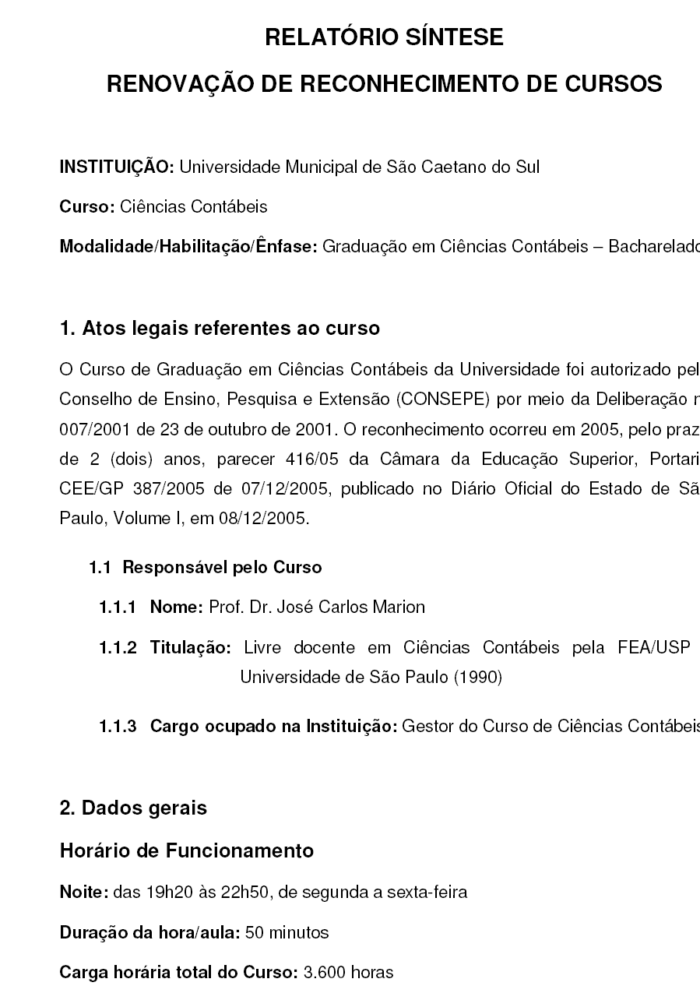 RELATÓRIO SÍNTESE
RENOVAÇÃO DE RECONHECIMENTO DE CURSOS
INSTITUIÇÃO: Universidade Municipal de São Caetano do Sul
Curso: Ciências Contábeis
Modalidade/Habilitação/Ênfase: Graduação em Ciências Contábeis – Bacharelado
1. Atos legais referentes ao curso
O Curso de Graduação em Ciências Contábeis da Universidade foi autorizado pel
Conselho de Ensino, Pesquisa e Extensão (CONSEPE) por meio da Deliberação n
007/2001 de 23 de outubro de 2001. O reconhecimento ocorreu em 2005, pelo praz
de 2 (dois) anos, parecer 416/05 da Câmara da Educação Superior, Portari
CEE/GP 387/2005 de 07/12/2005, publicado no Diário Oficial do Estado de Sã
Paulo, Volume I, em 08/12/2005.
1.1 Responsável pelo Curso
1.1.1 Nome: Prof. Dr. José Carlos Marion
1.1.2 Titulação: Livre docente em Ciências Contábeis pela FEA/USP
Universidade de São Paulo (1990)
1.1.3 Cargo ocupado na Instituição: Gestor do Curso de Ciências Contábeis
2. Dados gerais
Horário de Funcionamento
Noite: das 19h20 às 22h50, de segunda a sexta-feira
Duração da hora/aula: 50 minutos
Carga horária total do Curso: 3.600 horas